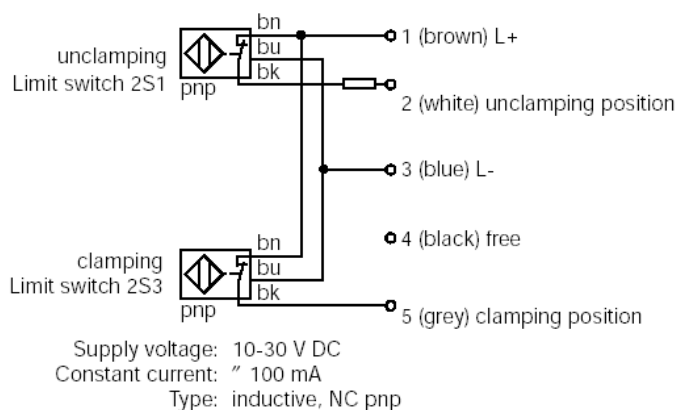 bn
1 (brown) L+
unclamping
bu
Limit switch 2S1
bk
pnp
2 (white) unclamping position
3 (blue) L-
bn
4 (black) free
clamping
bu
Limit switch 2S3
bk
pnp
5 (grey) clamping position
Supply voltage: 10-30 V DC
Constant current: ″ 100 mA
Type: inductive, NC pnp